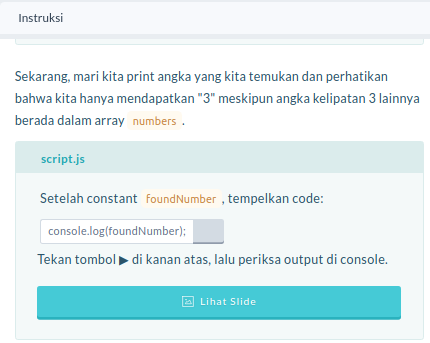 Instruksi
Sekarang, mari kita print angka yang kita temukan dan perhatikan
bahwa kita hanya mendapatkan "3" meskipun angka kelipatan 3 lainnya
berada dalam array numbers .
script.js
Setelah constant foundNumber , tempelkan code:
console.log(foundNumber);
Tekan tombol ▶ di kanan atas, lalu periksa output di console.
Lihat Slide